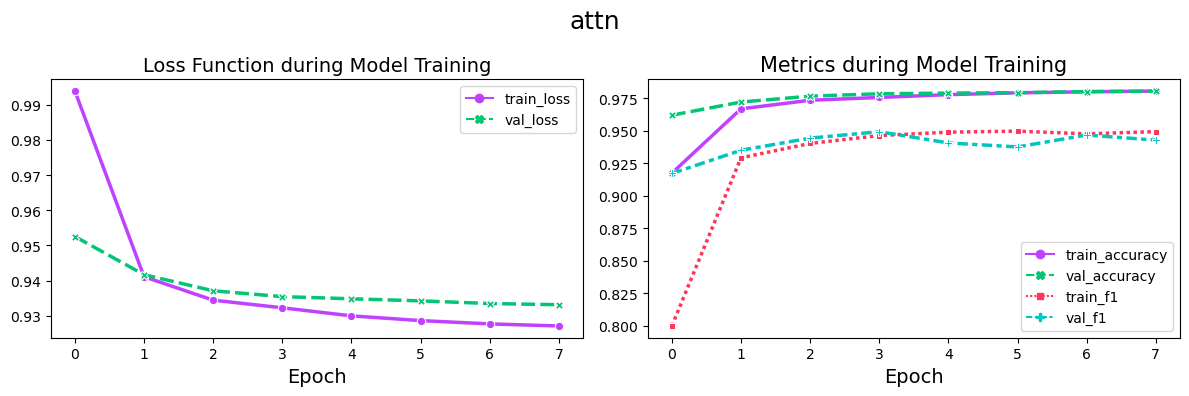 attn
Loss Function during Model Training
0.99
0.98
0.97
0.96
0.95
0.94
0.93
0 1 2 3 4 5 6 7
Epoch
train_loss
val_loss
Metrics during Model Training
0.975
0.950
0.925
0.900
0.875
0.850
0.825
0.800
0 1 2 3 4 5 6 7
Epoch
train_accuracy
val_accuracy
train_f1
val_f1